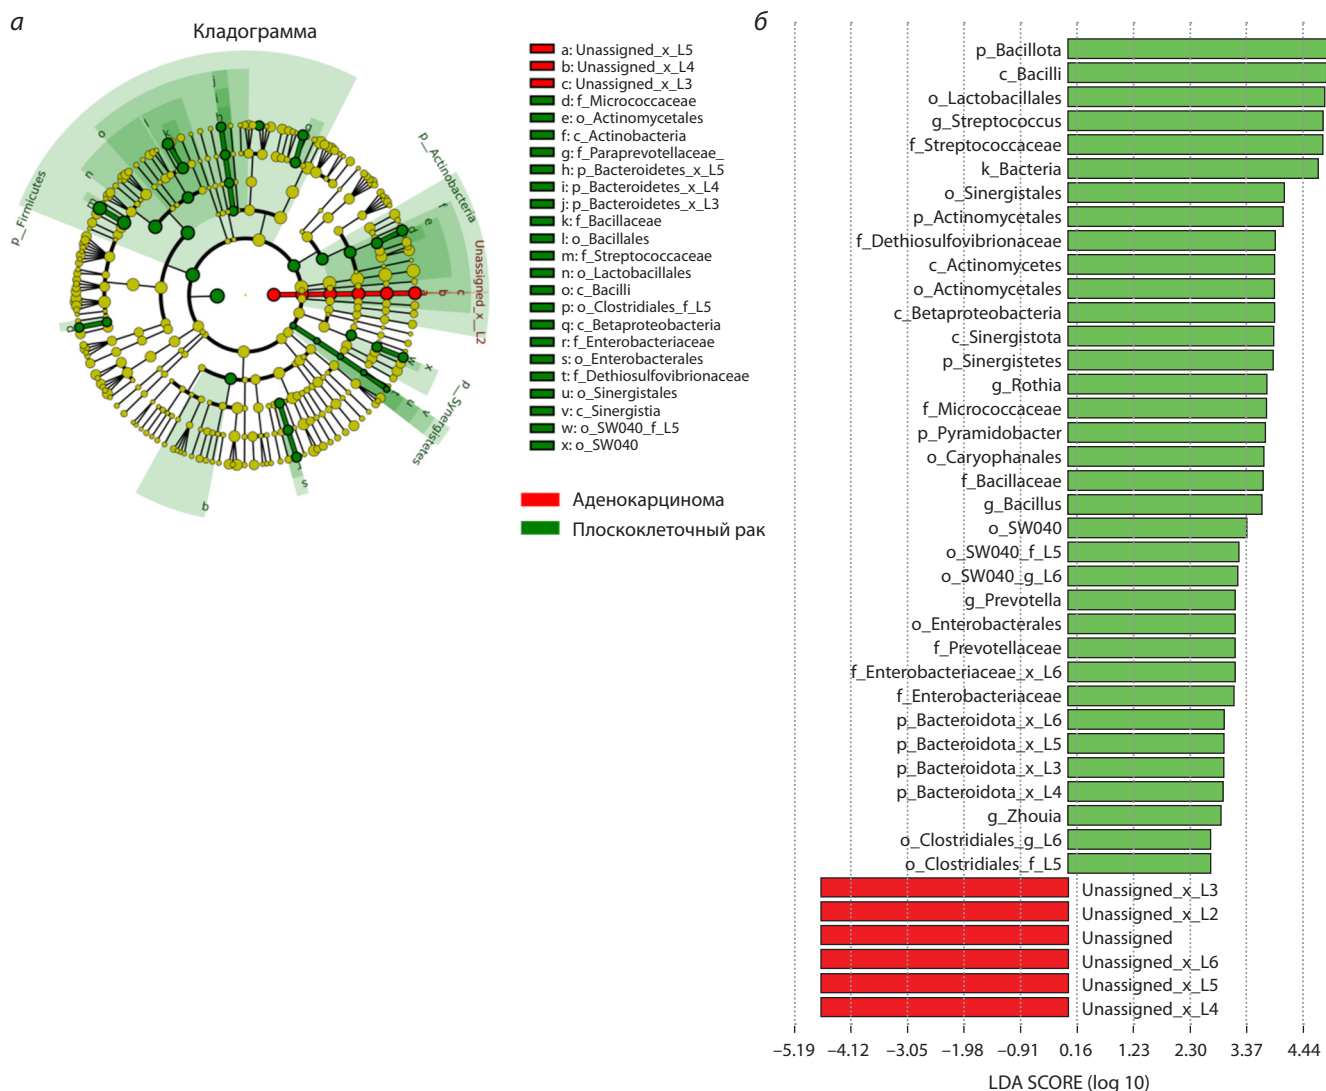 а
Кладограмма
p__Firmicutes
p__Actinobacteria
Unassigned_x_L2
p__Synergistetes
a: Unassigned_x_L5
b: Unassigned_x_L4
c: Unassigned_x_L3
d: f_Micrococcaceae
e: o_Actinomycetales
f: c_Actinobacteria
g: f_Paraprevotellaceae_
h: p_Bacteroidetes_x_L5
i: p_Bacteroidetes_x_L4
j: p_Bacteroidetes_x_L3
k: f_Bacillaceae
l: o_Bacillales
m: f_Streptococcaceae
n: o_Lactobacillales
o: c_Bacilli
p: o_Clostridiales_f_L5
q: c_Betaproteobacteria
r: f_Enterobacteriaceae
s: o_Enterobacterales
t: f_Dethiosulfovibrionaceae
u: o_Sinergistales
v: c_Sinergistia
w: o_SW040_f_L5
x: o_SW040
Аденокарцинома
Плоскоклеточный рак
б
p_Bacillota
c_Bacilli
o_Lactobacillales
g_Streptococcus
f_Streptococcaceae
k_Bacteria
o_Sinergistales
p_Actinomycetales
f_Dethiosulfovibrionaceae
c_Actinomycetes
o_Actinomycetales
c_Betaproteobacteria
c_Sinergistota
p_Sinergistetes
g_Rothia
f_Micrococcaceae
p_Pyramidobacter
o_Caryophanales
f_Bacillaceae
g_Bacillus
o_SW040
o_SW040_f_L5
o_SW040_g_L6
g_Prevotella
o_Enterobacterales
f_Prevotellaceae
f_Enterobacteriaceae_x_L6
f_Enterobacteriaceae
p_Bacteroidota_x_L6
p_Bacteroidota_x_L5
p_Bacteroidota_x_L3
p_Bacteroidota_x_L4
g_Zhouia
o_Clostridiales_g_L6
o_Clostridiales_f_L5
Unassigned_x_L3
Unassigned_x_L2
Unassigned
Unassigned_x_L6
Unassigned_x_L5
Unassigned_x_L4
−5.19 −4.12 −3.05 −1.98 −0.91 0.16 1.23 2.30 3.37 4.44
LDA SCORE (log 10)